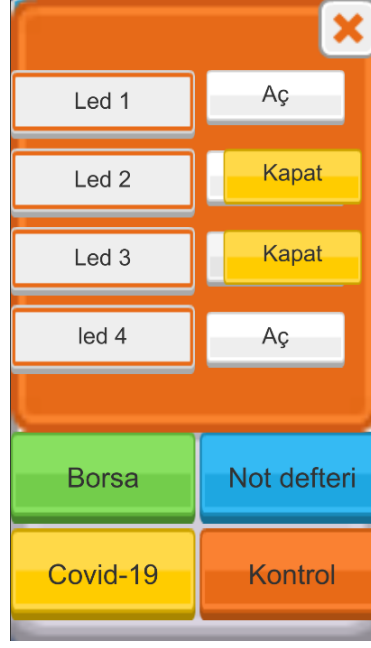 Led 1
Aç
Led 2
Kapat
Led 3
Kapat
led 4
Aç
Borsa
Not defteri
Covid-19
Kontrol